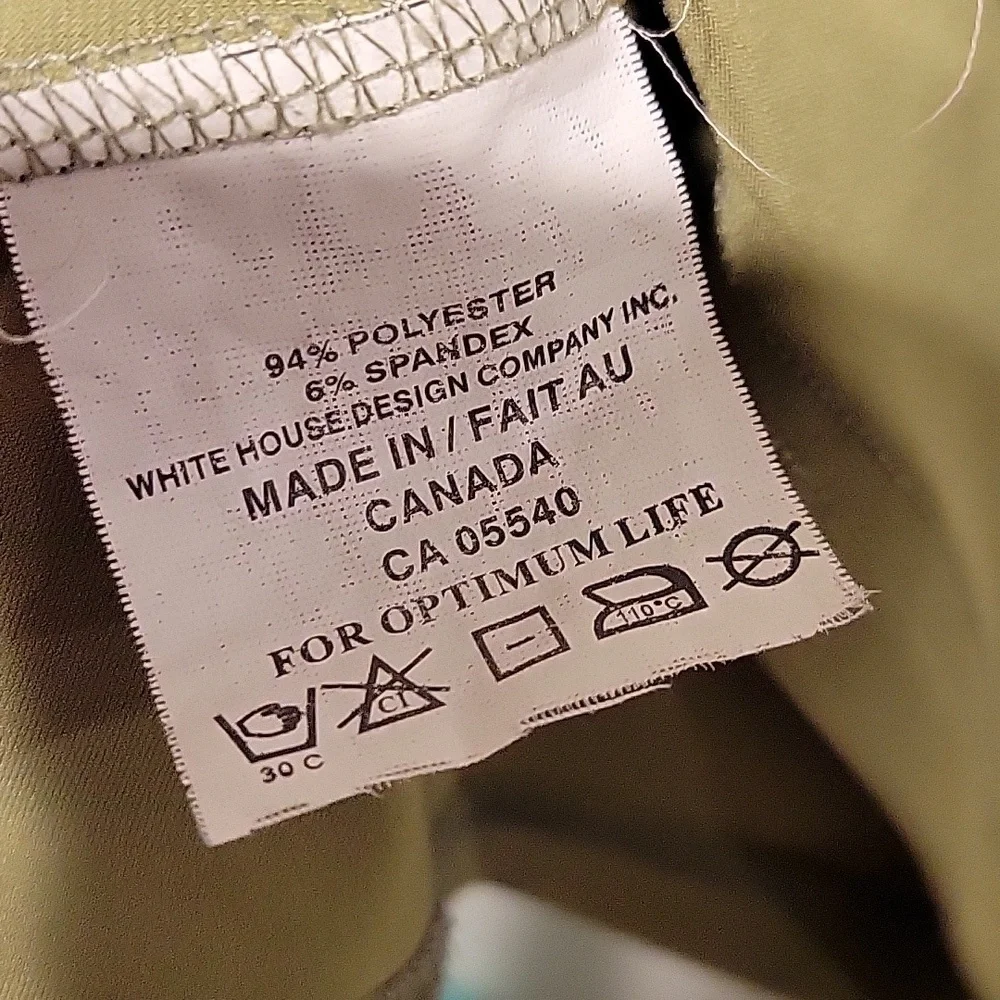 94% POLYESTER
6% SPANDEX
WHITE HOUSE DESIGN COMPANY INC.
MADE IN / FAIT AU
CANADA
CA 05540
FOR OPTIMUM LIFE
30 C
Cl
110°C